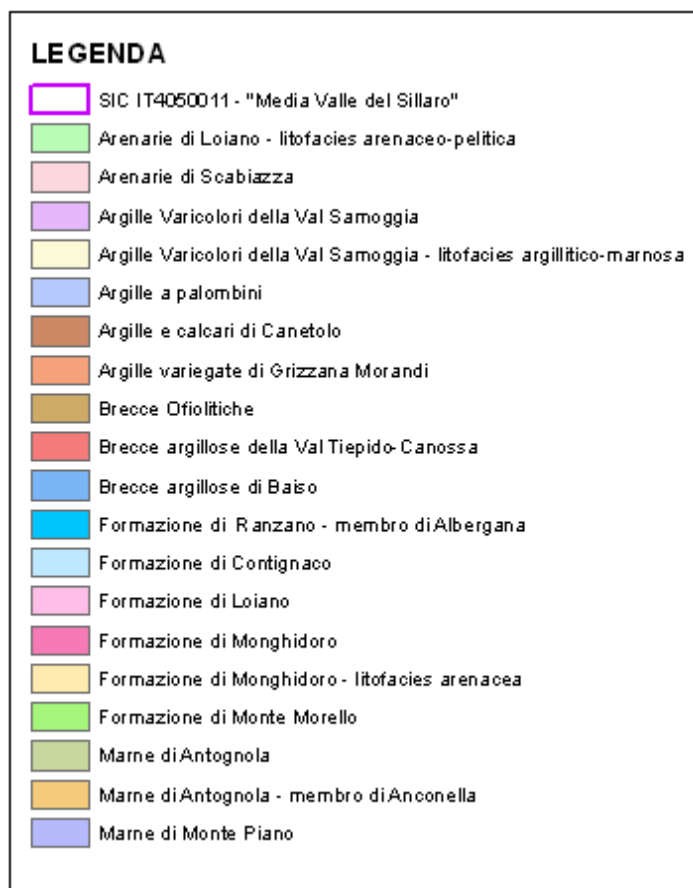 LEGENDA
SIC IT4050011 - "Media Valle del Sillaro"
Arenarie di Loiano - litofacies arenaceo-pelitica
Arenarie di Scabiazza
Argille Varicolori della Val Samoggia
Argille Varicolori della Val Samoggia - litofacies argillitico-marnosa
Argille a palombini
Argille e calcari di Canetolo
Argille variegate di Grizzana Morandi
Brecce Ofiolitiche
Brecce argillose della Val Tiepido-Canossa
Brecce argillose di Baiso
Formazione di Ranzano - membro di Albergana
Formazione di Contignaco
Formazione di Loiano
Formazione di Monghidoro
Formazione di Monghidoro - litofacies arenacea
Formazione di Monte Morello
Marne di Antognola
Marne di Antognola - membro di Anconella
Marne di Monte Piano